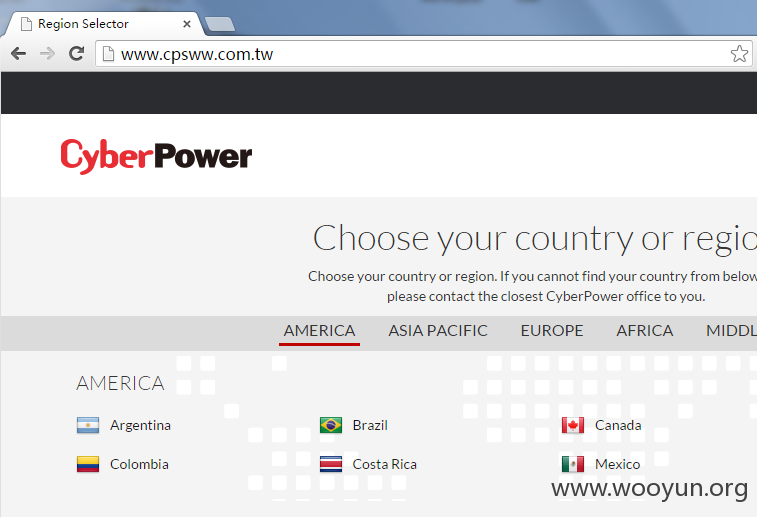 Region Selector
www.cpsww.com.tw
CyberPower
Choose your country or regio
Choose your country or region. If you cannot find your country from below
please contact the closest CyberPower office to you.
AMERICA ASIA PACIFIC EUROPE AFRICA MIDDL
AMERICA
Argentina Brazil Canada
Colombia Costa Rica Mexico
www.wooyun.org